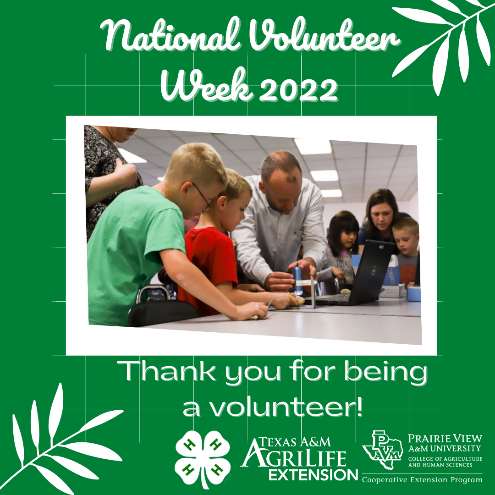 National Volunteer
Week 2022
Thank you for being
a volunteer!
H H
H H
TEXAS A&M
AGRILIFE
EXTENSION
PVAM
PRAIRIE VIEW
A&M UNIVERSITY
COLLEGE OF AGRICULTURE
AND HUMAN SCIENCES
Cooperative Extension Program